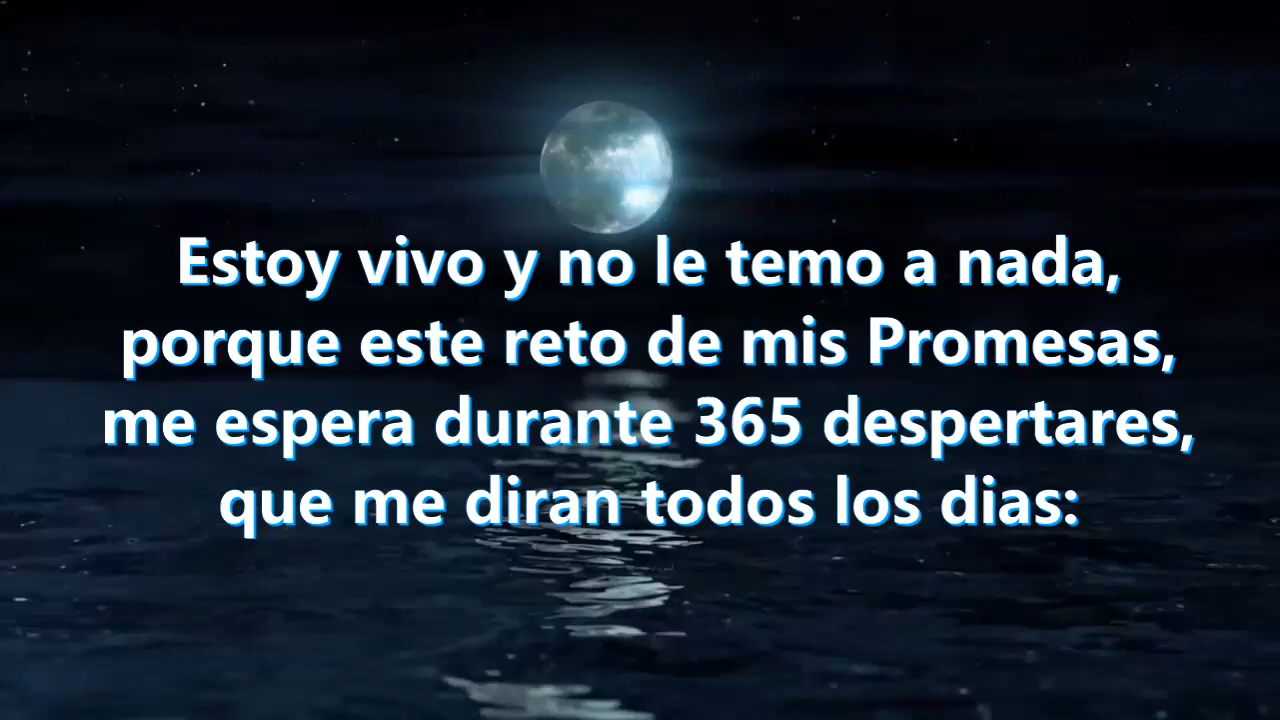 Estoy vivo y no le temo a nada,
porque este reto de mis Promesas,
me espera durante 365 despertares,
que me diran todos los dias: